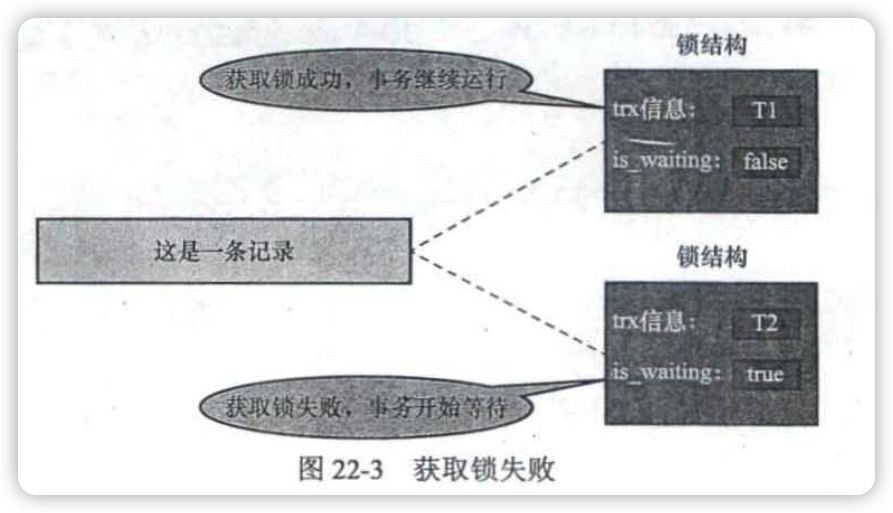 锁结构
获取锁成功，事务继续运行
trx信息： T1
is_waiting： false
这是一条记录
锁结构
trx信息： T2
is_waiting： true
获取锁失败，事务开始等待
图 22-3 获取锁失败